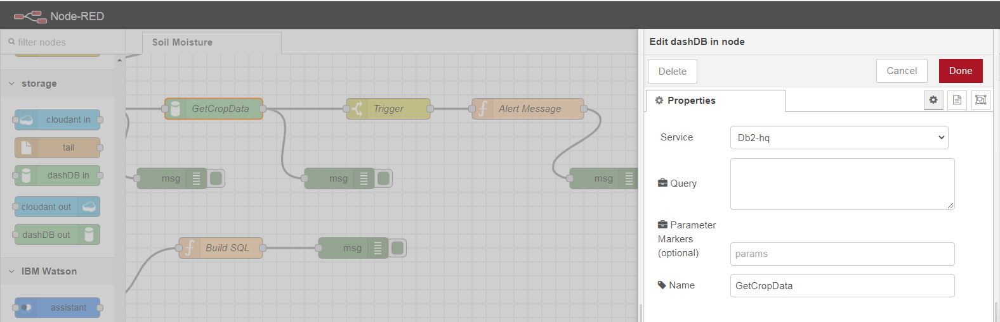 Node-RED
filter nodes
storage
cloudant in
tail
dashDB in
cloudant out
dashDB out
IBM Watson
assistant
Soil Moisture
GetCropData
Trigger
Alert Message
msg
msg
msg
Build SQL
msg
Edit dashDB in node
Delete
Cancel
Done
Properties
Service
Db2-hq
Query
Parameter
Markers
(optional)
params
Name
GetCropData